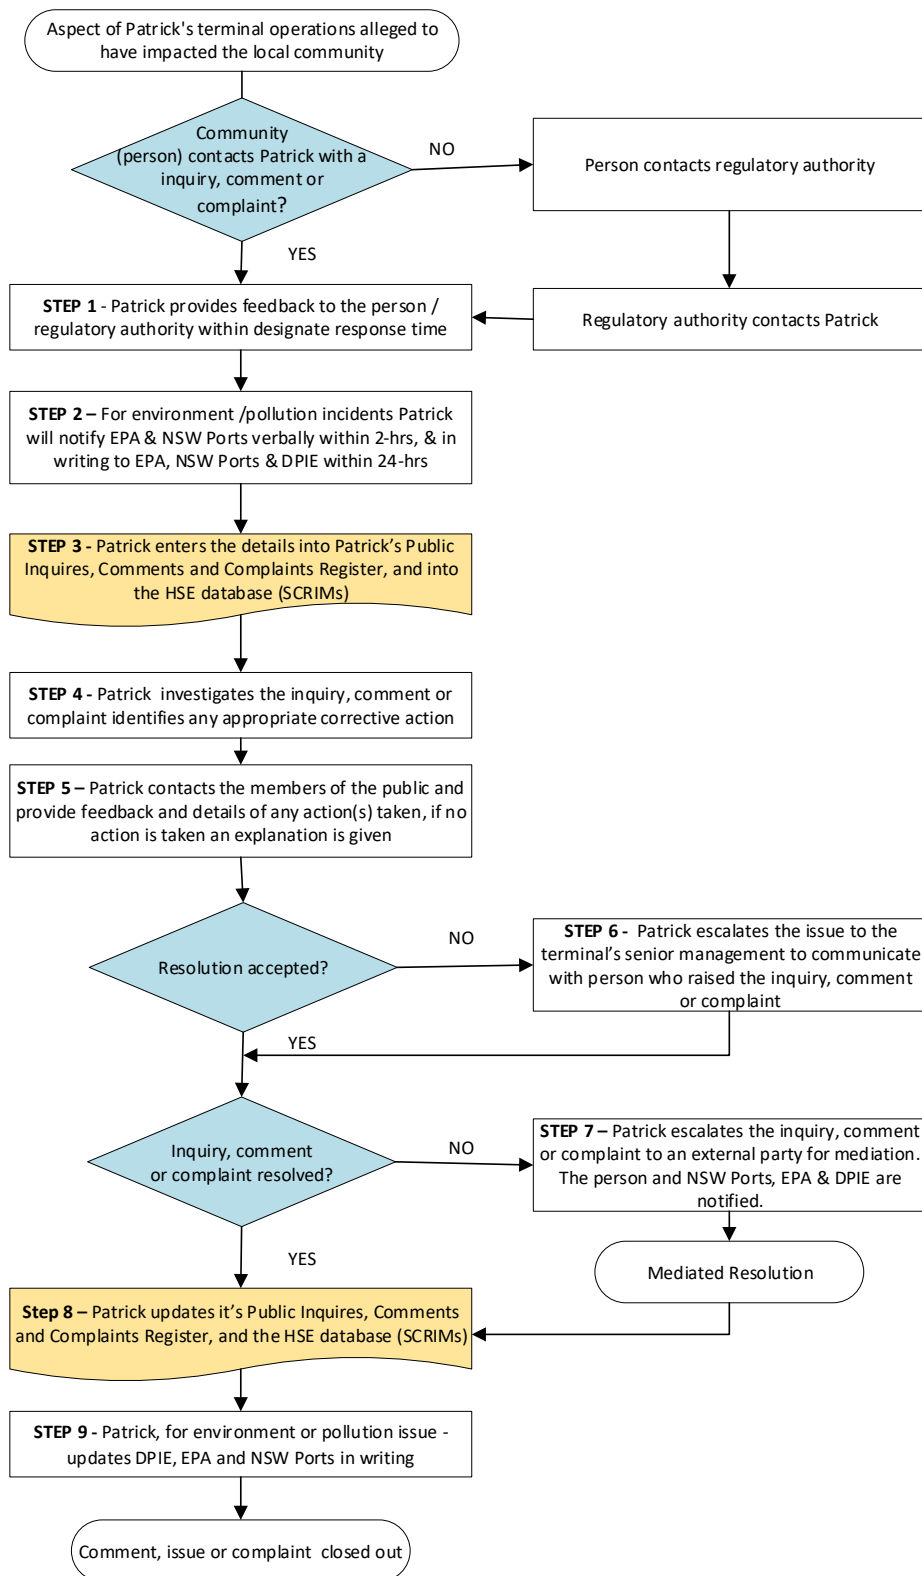 Aspect of Patrick's terminal operations alleged to
have impacted the local community
Community
(person) contacts Patrick with a
inquiry, comment or
complaint?
NO
Person contacts regulatory authority
YES
STEP 1 - Patrick provides feedback to the person /
regulatory authority within designate response time
Regulatory authority contacts Patrick
STEP 2 – For environment /pollution incidents Patrick
will notify EPA & NSW Ports verbally within 2-hrs, & in
writing to EPA, NSW Ports & DPIE within 24-hrs
STEP 3 - Patrick enters the details into Patrick's Public
Inquires, Comments and Complaints Register, and into
the HSE database (SCRIMs)
STEP 4 - Patrick investigates the inquiry, comment or
complaint identifies any appropriate corrective action
STEP 5 – Patrick contacts the members of the public and
provide feedback and details of any action(s) taken, if no
action is taken an explanation is given
Resolution accepted?
NO
STEP 6 - Patrick escalates the issue to the
terminal's senior management to communicate
with person who raised the inquiry, comment
or complaint
YES
Inquiry, comment
or complaint resolved?
NO
STEP 7 – Patrick escalates the inquiry, comment
or complaint to an external party for mediation.
The person and NSW Ports, EPA & DPIE are
notified.
YES
Mediated Resolution
Step 8 – Patrick updates it's Public Inquires, Comments
and Complaints Register, and the HSE database (SCRIMs)
STEP 9 - Patrick, for environment or pollution issue -
updates DPIE, EPA and NSW Ports in writing
Comment, issue or complaint closed out